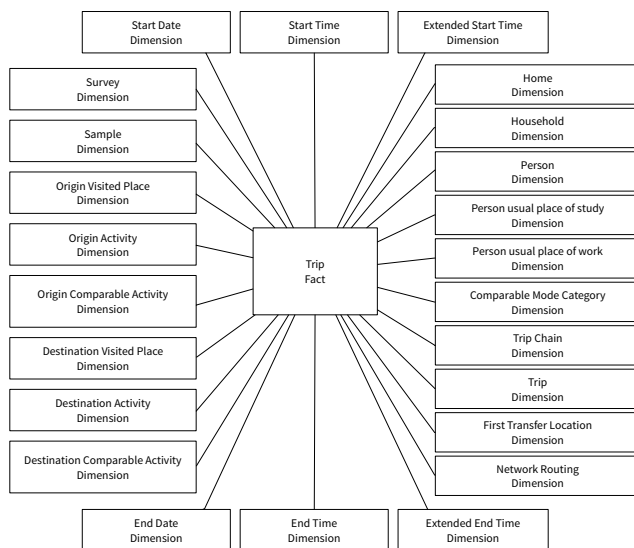 Start Date
Dimension
Start Time
Dimension
Extended Start Time
Dimension
Survey
Dimension
Sample
Dimension
Origin Visited Place
Dimension
Origin Activity
Dimension
Origin Comparable Activity
Dimension
Destination Visited Place
Dimension
Destination Activity
Dimension
Destination Comparable Activity
Dimension
Trip
Fact
Home
Dimension
Household
Dimension
Person
Dimension
Person usual place of study
Dimension
Person usual place of work
Dimension
Comparable Mode Category
Dimension
Trip Chain
Dimension
Trip
Dimension
First Transfer Location
Dimension
Network Routing
Dimension
End Date
Dimension
End Time
Dimension
Extended End Time
Dimension